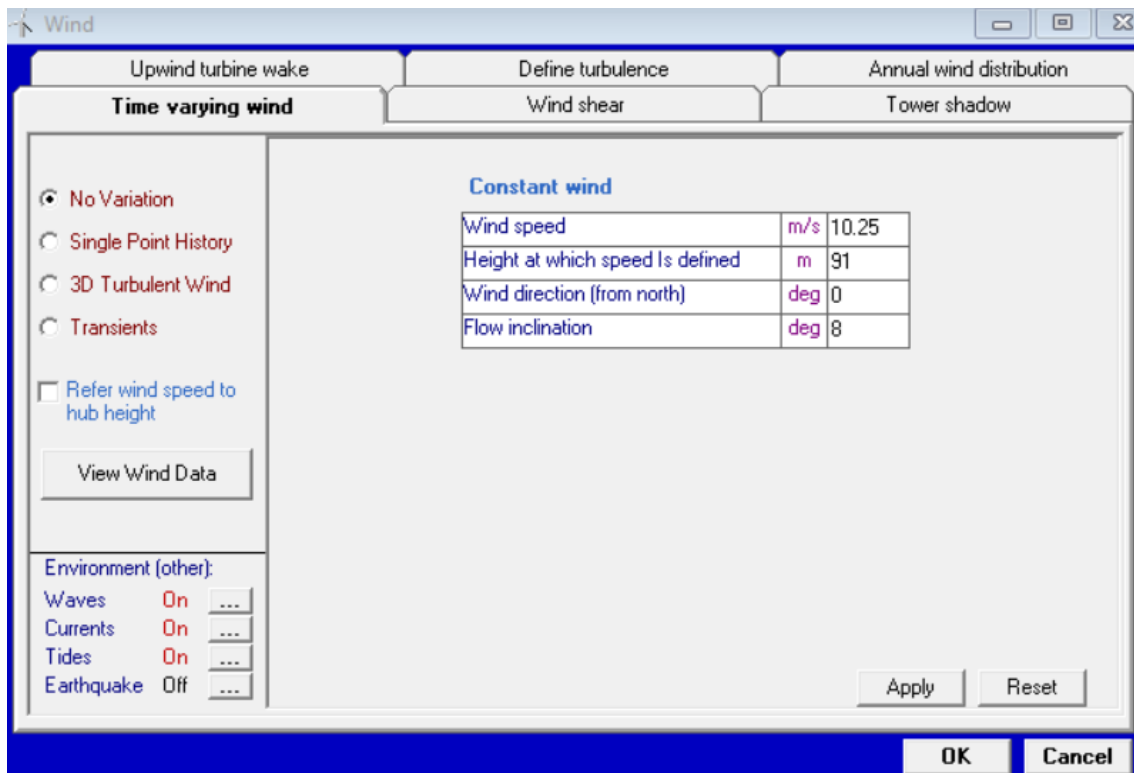 Wind
Upwind turbine wake Define turbulence Annual wind distribution
Time varying wind Wind shear Tower shadow
No Variation
Single Point History
3D Turbulent Wind
Transients
Refer wind speed to
hub height
View Wind Data
Environment (other):
Waves On ...
Currents On ...
Tides On ...
Earthquake Off ...
Constant wind
Wind speed m/s 10.25
Height at which speed Is defined m 91
Wind direction (from north) deg 0
Flow inclination deg 8
Apply Reset
OK Cancel